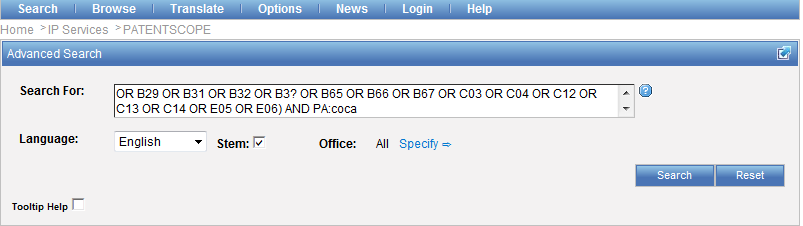 Search Browse Translate Options News Login Help
Home > IP Services > PATENTSCOPE
Advanced Search
Search For: OR B29 OR B31 OR B32 OR B3? OR B65 OR B66 OR B67 OR C03 OR C04 OR C12 OR
C13 OR C14 OR E05 OR E06) AND PA:coca
Language: English Stem: Office: All Specify ⇨
Search Reset
Tooltip Help